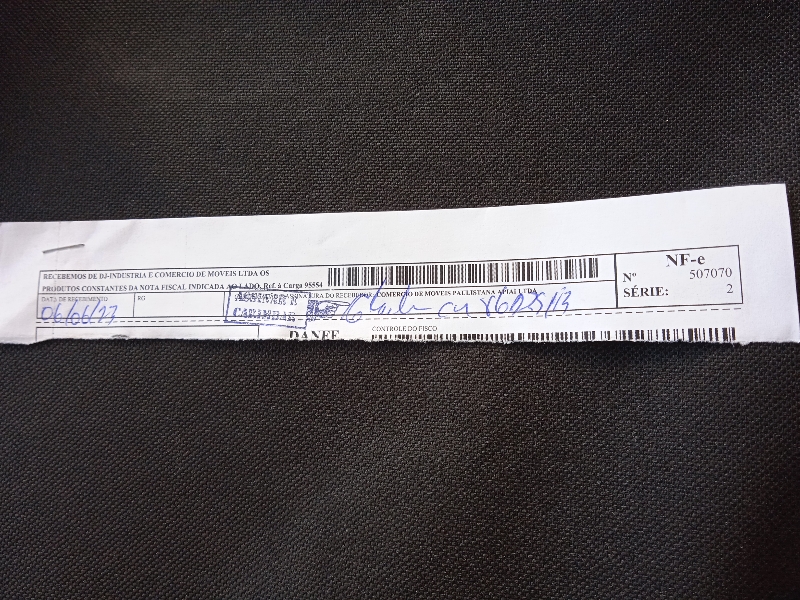 RECEBEMOS DE DJ-INDUSTRIA E COMERCIO DE MOVEIS LTDA OS
PRODUTOS CONSTANTES DA NOTA FISCAL INDICADA AO LADO. Ref. à Carga 95554
NF-e
Nº 507070
SÉRIE: 2
DATA DE RECEBIMENTO
RG
COMERCIO DE MOVEIS PAULISTANA APIAI LTDA
06/06/23
CARIMBAR
DANFE
CONTROLE DO FISCO